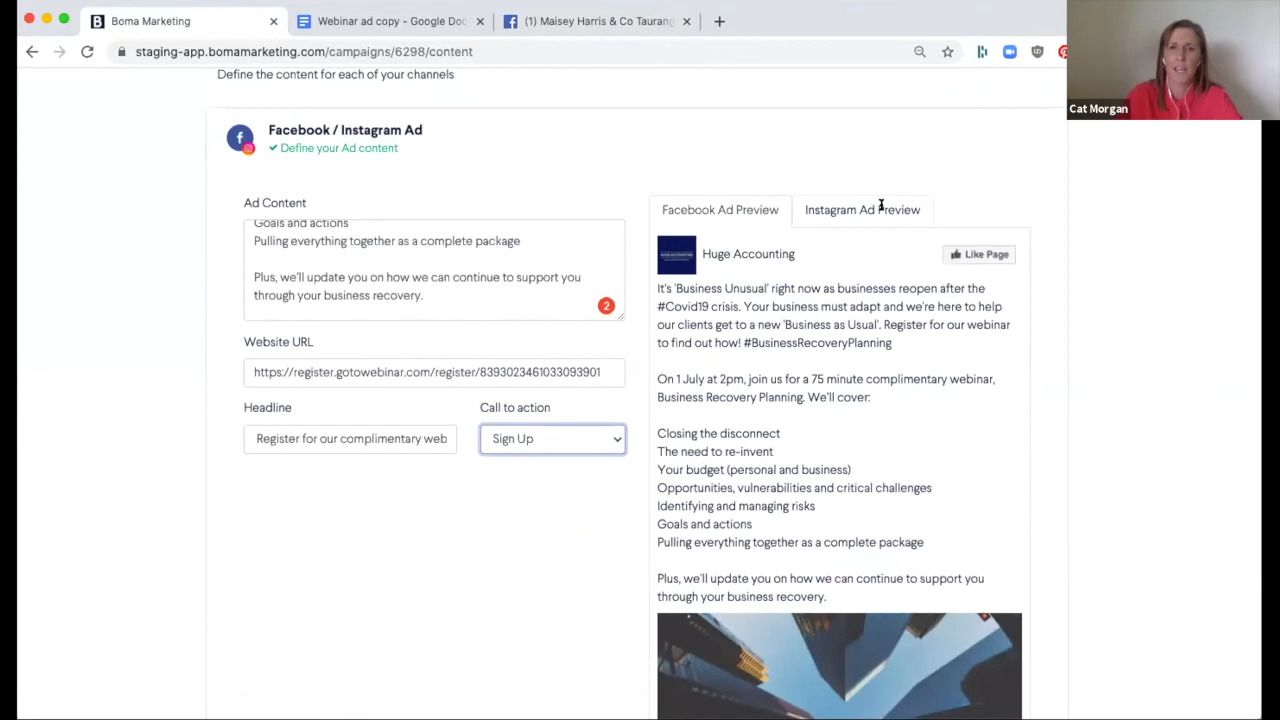 Boma Marketing
Webinar ad copy - Google Doc
(1) Maisey Harris & Co Taurang
staging-app.bomamarketing.com/campaigns/6298/content
Cat Morgan
Define the content for each of your channels
Facebook / Instagram Ad
Define your Ad content
Ad Content
Goals and actions
Pulling everything together as a complete package
Plus, we'll update you on how we can continue to support you
through your business recovery.
2
Website URL
https://register.gotowebinar.com/register/8393023461033093901
Headline
Call to action
Register for our complimentary web
Sign Up
Facebook Ad Preview
Instagram Ad Preview
Huge Accounting
Like Page
It's 'Business Unusual' right now as businesses reopen after the
#Covid19 crisis. Your business must adapt and we're here to help
our clients get to a new 'Business as Usual'. Register for our webinar
to find out how! #BusinessRecoveryPlanning
On 1 July at 2pm, join us for a 75 minute complimentary webinar,
Business Recovery Planning. We'll cover:
Closing the disconnect
The need to re-invent
Your budget (personal and business)
Opportunities, vulnerabilities and critical challenges
Identifying and managing risks
Goals and actions
Pulling everything together as a complete package
Plus, we'll update you on how we can continue to support you
through your business recovery.